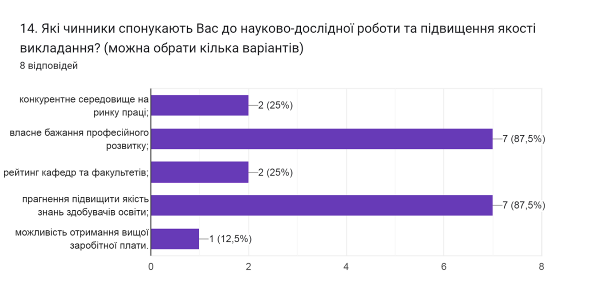 14. Які чинники спонукають Вас до науково-дослідної роботи та підвищення якості
викладання? (можна обрати кілька варіантів)
8 відповідей
конкурентне середовище на
ринку праці;
2 (25%)
власне бажання професійного
розвитку;
7 (87,5%)
рейтинг кафедр та факультетів;
2 (25%)
прагнення підвищити якість
знань здобувачів освіти;
7 (87,5%)
можливість отримання вищої
заробітної плати.
1 (12,5%)
0 2 4 6 8